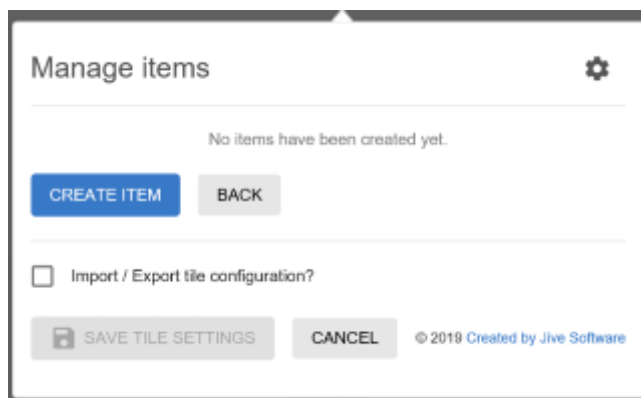 Manage items
No items have been created yet.
CREATE ITEM BACK
Import / Export tile configuration?
SAVE TILE SETTINGS CANCEL © 2019 Created by Jive Software